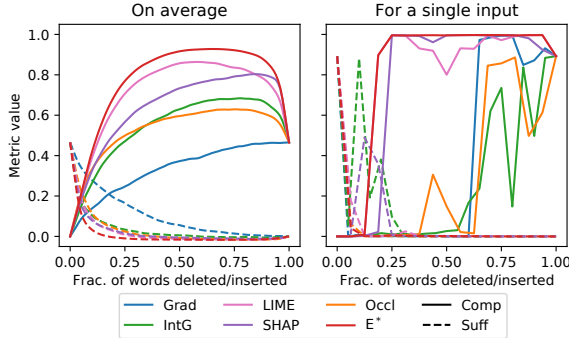 On average
For a single input
Metric value
1.0
0.8
0.6
0.4
0.2
0.0
0.00 0.25 0.50 0.75 1.00
0.00 0.25 0.50 0.75 1.00
Frac. of words deleted/inserted
Frac. of words deleted/inserted
Grad LIME Occl Comp
IntG SHAP E* Suff